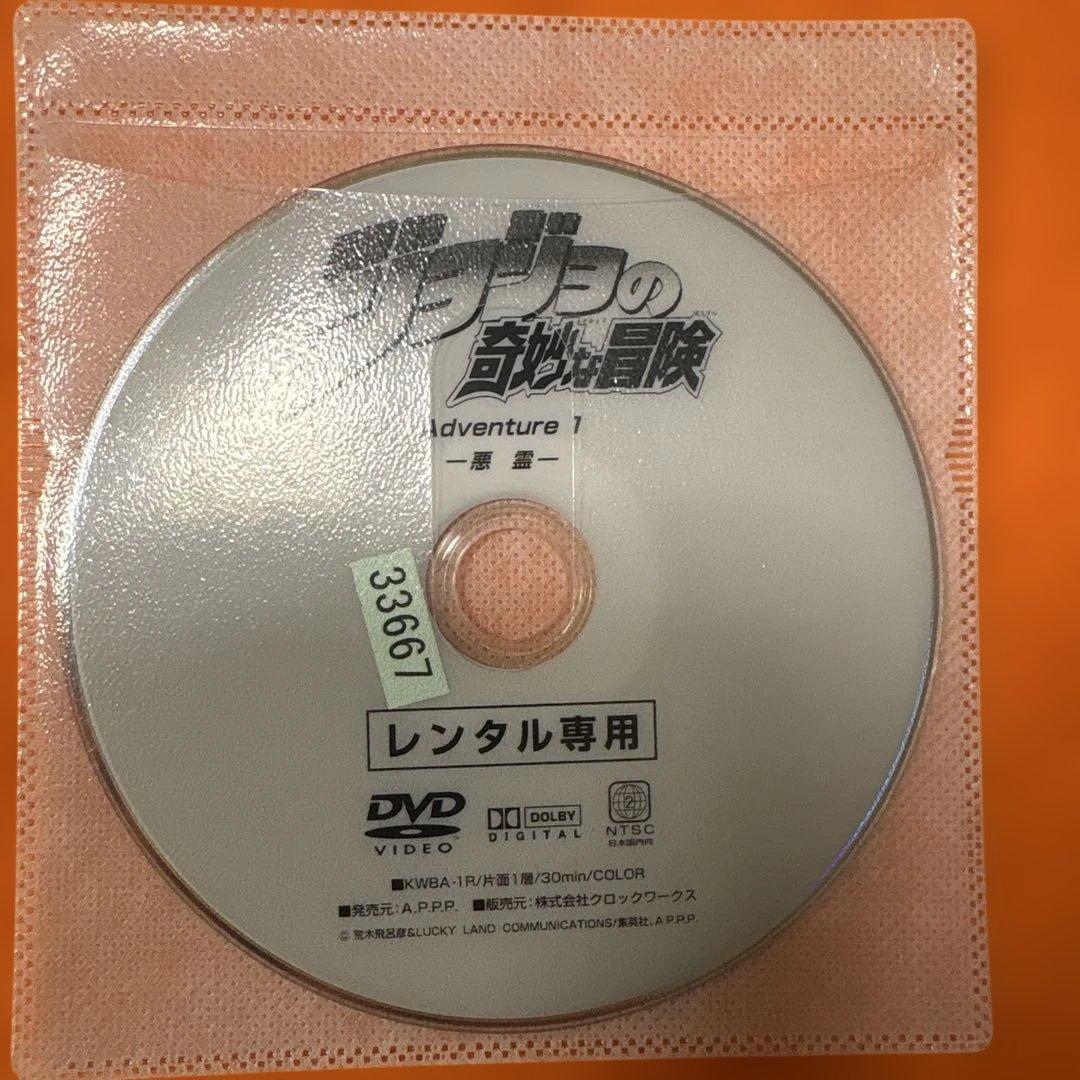 ジョジョの
奇妙な冒険
Adventure 1
―悪 霊―
33667
レンタル専用
DVD
VIDEO
DOLBY
DIGITAL
2
NTSC
日本国内向
■KWBA-1R/片面1層/30min/COLOR
■発売元:A.P.P.P. ■販売元:株式会社クロックワークス
© 荒木飛呂彦&LUCKY LAND COMMUNICATIONS/集英社、A.P.P.P.